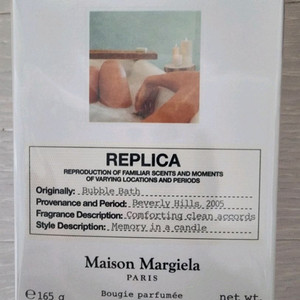 REPLICA
REPRODUCTION OF FAMILIAR SCENTS AND MOMENTS
OF VARYING LOCATIONS AND PERIODS
Originally: Bubble Bath
Provenance and Period: Beverly Hills, 2005
Fragrance Description: Comforting clean accords
Style Description: Memory in a candle
Maison Margiela
PARIS
℮ 165 g Bougie parfumée net wt.